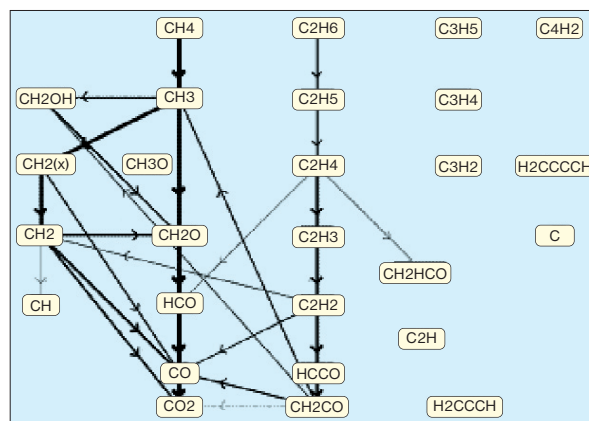 CH4
C2H6
C3H5
C4H2
CH2OH
CH3
C2H5
C3H4
CH2(x)
CH3O
C2H4
C3H2
H2CCCCH
CH2
CH2O
C2H3
C
CH2HCO
CH
HCO
C2H2
C2H
CO
HCCO
CO2
CH2CO
H2CCCH